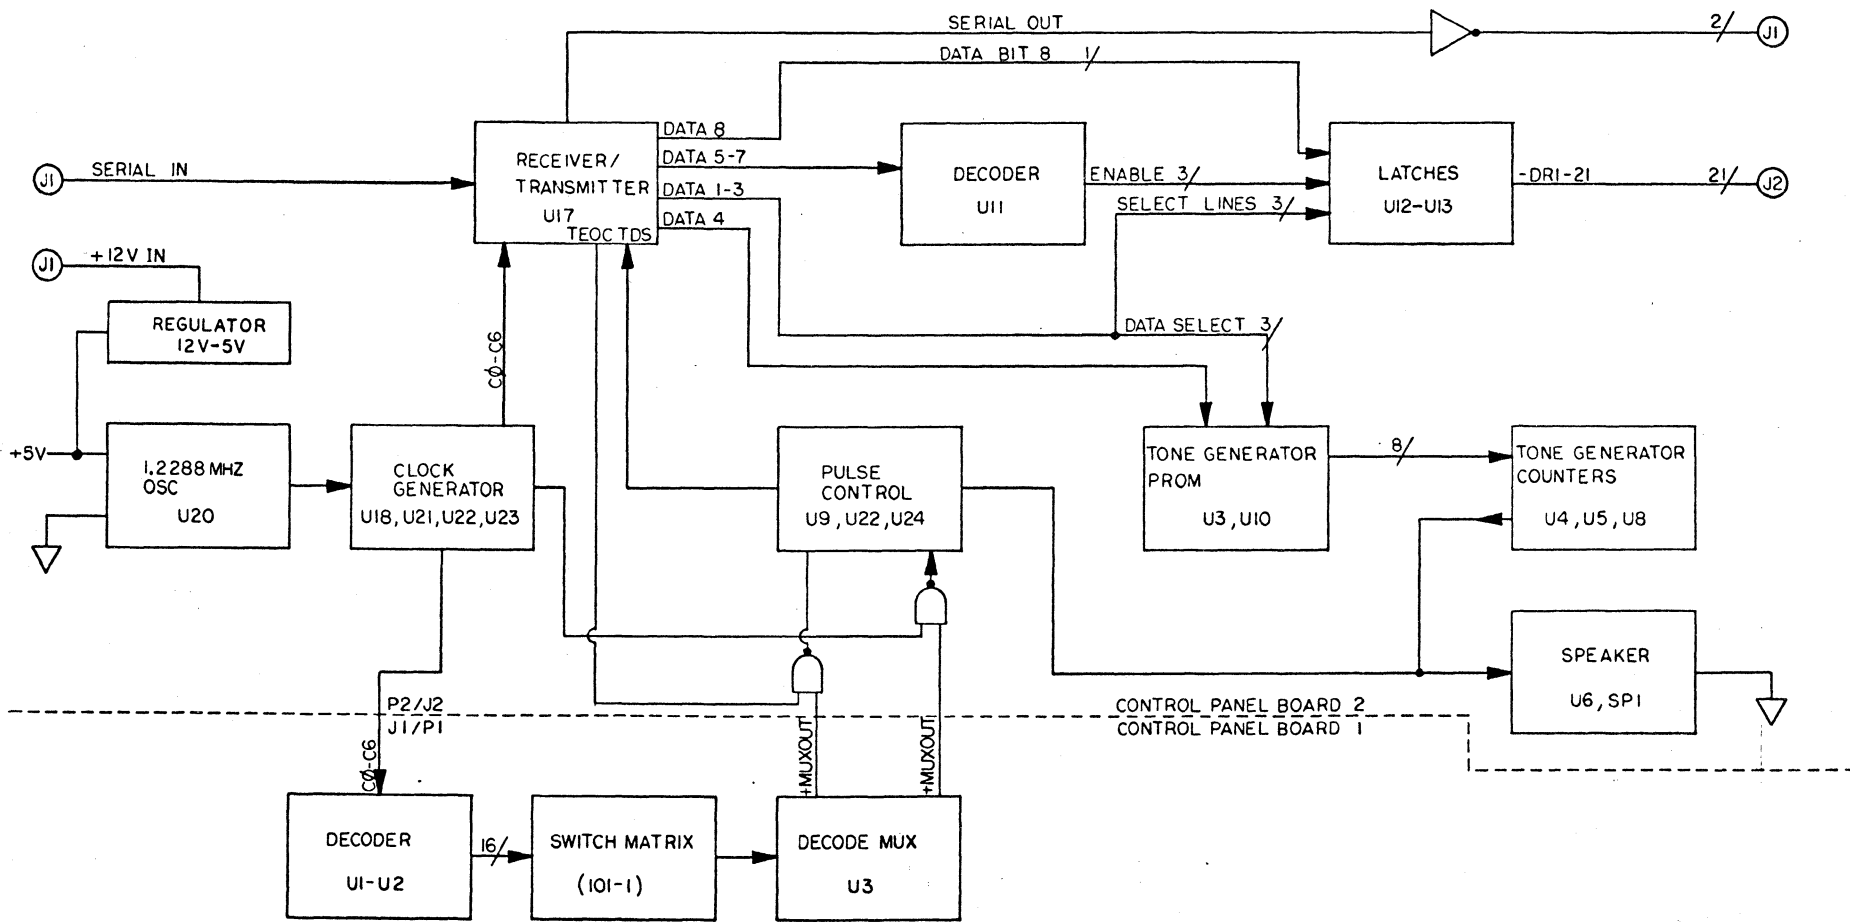 SERIAL OUT
2/
J1
DATA BIT 8 1/
DATA 8
RECEIVER/
TRANSMITTER
U17
TEOC TDS
DATA 5-7
DATA 1-3
DATA 4
DECODER
U11
ENABLE 3/
SELECT LINES 3/
LATCHES
U12-U13
-DR1-21
21/
J2
J1
SERIAL IN
J1
+12V IN
REGULATOR
12V-5V
CØ-C6
DATA SELECT 3/
+5V
1.2288 MHZ
OSC
U20
CLOCK
GENERATOR
U18, U21, U22, U23
PULSE
CONTROL
U9, U22, U24
TONE GENERATOR
PROM
U3, U10
8/
TONE GENERATOR
COUNTERS
U4, U5, U8
SPEAKER
U6, SP1
P2/J2
J1/P1
CONTROL PANEL BOARD 2
CONTROL PANEL BOARD 1
CØ-C6
+MUXOUT
+MUXOUT
DECODER
U1-U2
16/
SWITCH MATRIX
(101-1)
DECODE MUX
U3